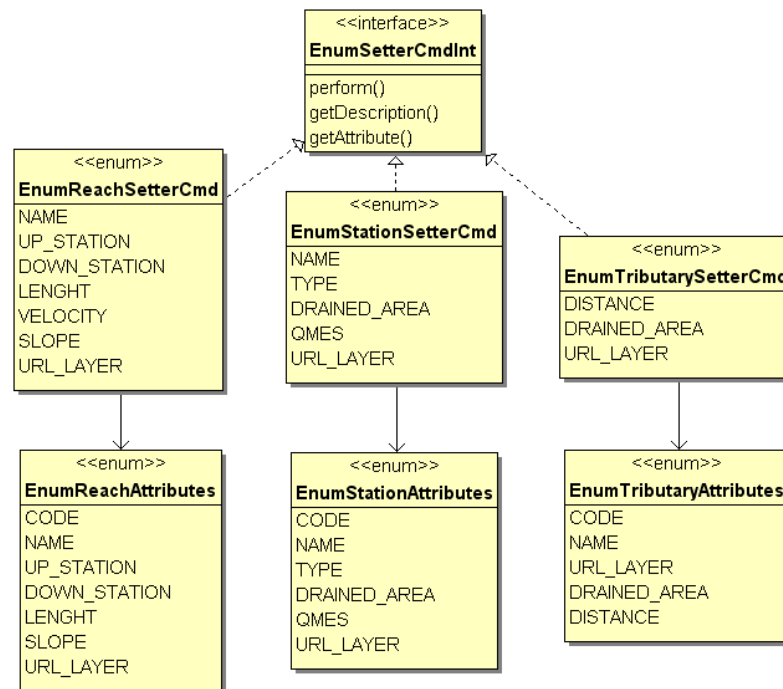 <<interface>>
EnumSetterCmdInt
perform()
getDescription()
getAttribute()
<<enum>>
EnumReachSetterCmd
NAME
UP_STATION
DOWN_STATION
LENGHT
VELOCITY
SLOPE
URL_LAYER
<<enum>>
EnumStationSetterCmd
NAME
TYPE
DRAINED_AREA
QMES
URL_LAYER
<<enum>>
EnumTributarySetterCmd
DISTANCE
DRAINED_AREA
URL_LAYER
<<enum>>
EnumReachAttributes
CODE
NAME
UP_STATION
DOWN_STATION
LENGHT
SLOPE
URL_LAYER
<<enum>>
EnumStationAttributes
CODE
NAME
TYPE
DRAINED_AREA
QMES
URL_LAYER
<<enum>>
EnumTributaryAttributes
CODE
NAME
URL_LAYER
DRAINED_AREA
DISTANCE